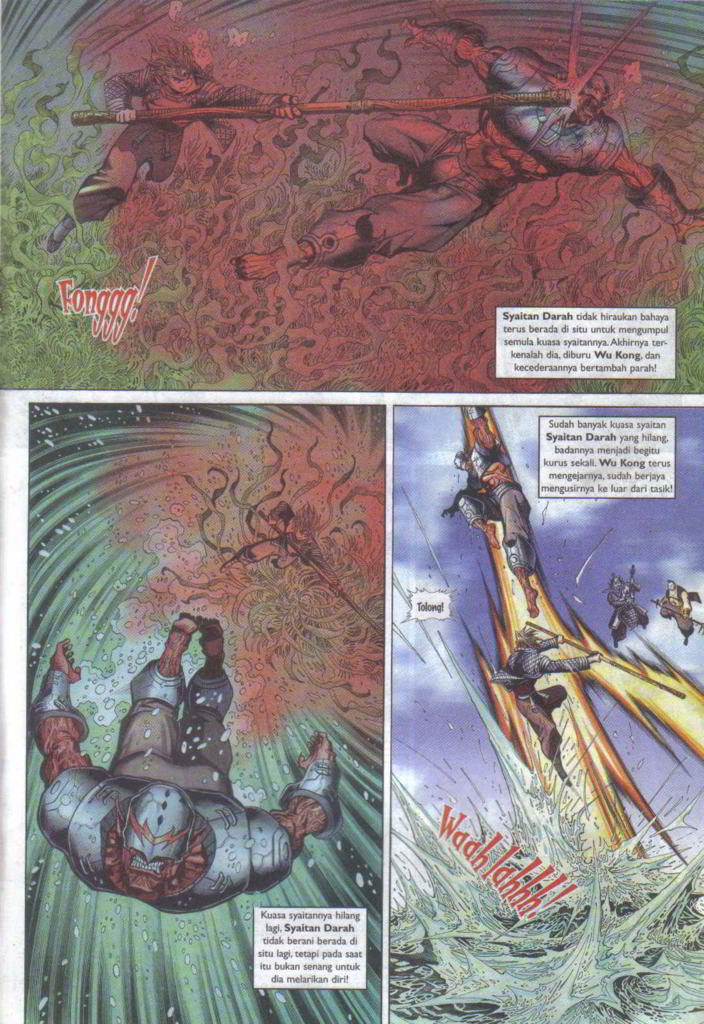 Fonggg!
Syaitan Darah tidak hiraukan bahaya
terus berada di situ untuk mengumpul
semula kuasa syaitannya. Akhirnya ter-
kenalah dia, diburu Wu Kong, dan
kecederaannya bertambah parah!
Kuasa syaitannya hilang
lagi, Syaitan Darah
tidak berani berada di
situ lagi, tetapi pada saat
itu bukan senang untuk
dia melarikan diri!
Sudah banyak kuasa syaitan
Syaitan Darah yang hilang,
badannya menjadi begitu
kurus sekali. Wu Kong terus
mengejarnya, sudah berjaya
mengusirnya ke luar dari tasik!
Tolong!